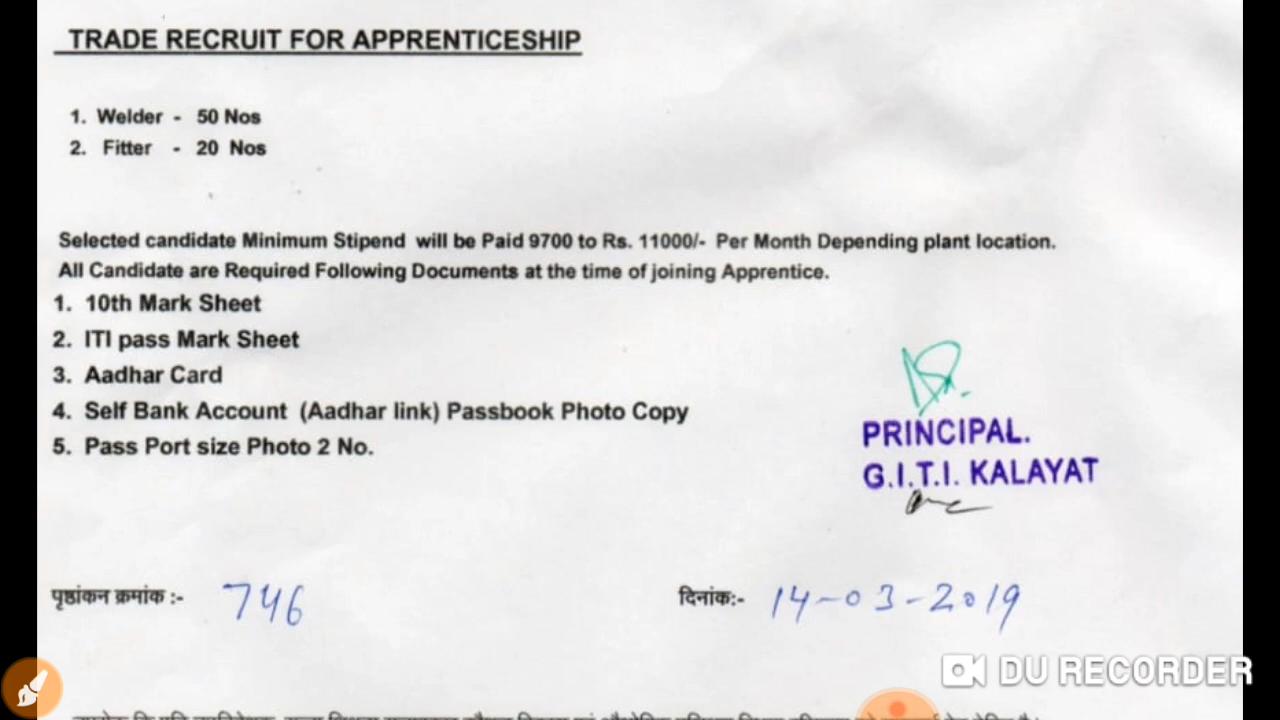 TRADE RECRUIT FOR APPRENTICESHIP
1. Welder - 50 Nos
2. Fitter - 20 Nos
Selected candidate Minimum Stipend will be Paid 9700 to Rs. 11000/- Per Month Depending plant location.
All Candidate are Required Following Documents at the time of joining Apprentice.
1. 10th Mark Sheet
2. ITI pass Mark Sheet
3. Aadhar Card
4. Self Bank Account (Aadhar link) Passbook Photo Copy
5. Pass Port size Photo 2 No.
PRINCIPAL.
G.I.T.I. KALAYAT
पृष्ठांकन क्रमांक :- 746
दिनांक:- 14-03-2019
DU RECORDER